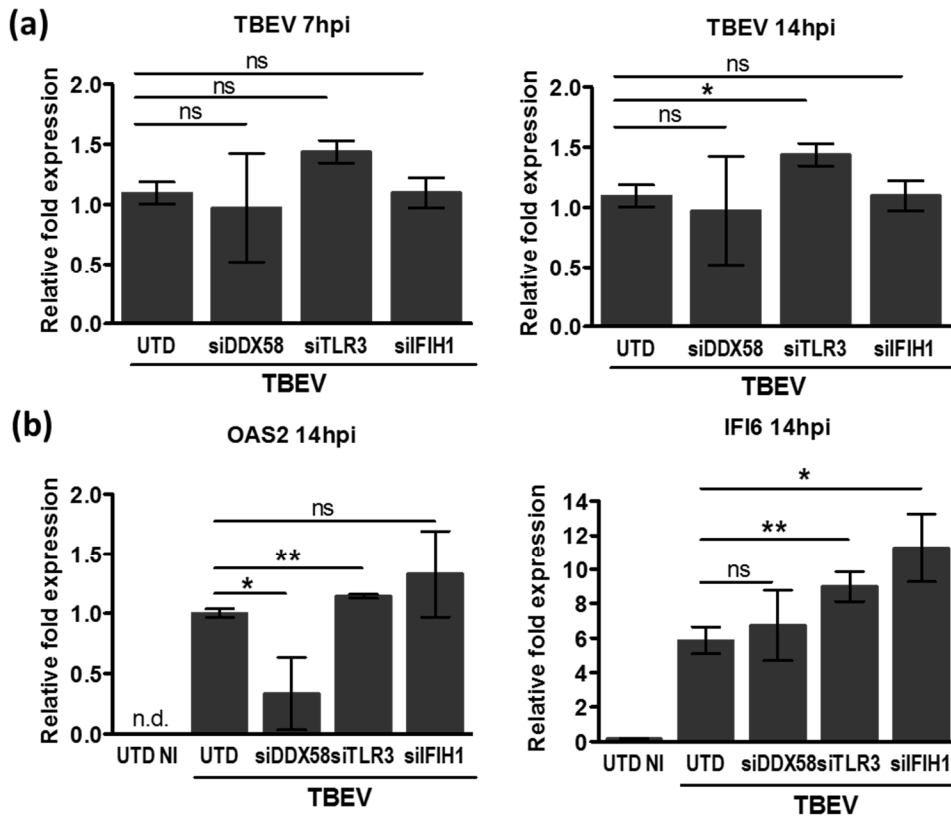 (a)
TBEV 7hpi
ns
ns
ns
Relative fold expression
2.0
1.5
1.0
0.5
0.0
UTD siDDX58 siTLR3 siIFIH1
TBEV
TBEV 14hpi
ns
*
ns
Relative fold expression
2.0
1.5
1.0
0.5
0.0
UTD siDDX58 siTLR3 siIFIH1
TBEV
(b)
OAS2 14hpi
ns
**
*
Relative fold expression
2.0
1.5
1.0
0.5
0.0
n.d.
UTD NI UTD siDDX58siTLR3 siIFIH1
TBEV
IFI6 14hpi
*
**
ns
Relative fold expression
14
12
10
8
6
4
2
0
UTD NI UTD siDDX58siTLR3 siIFIH1
TBEV